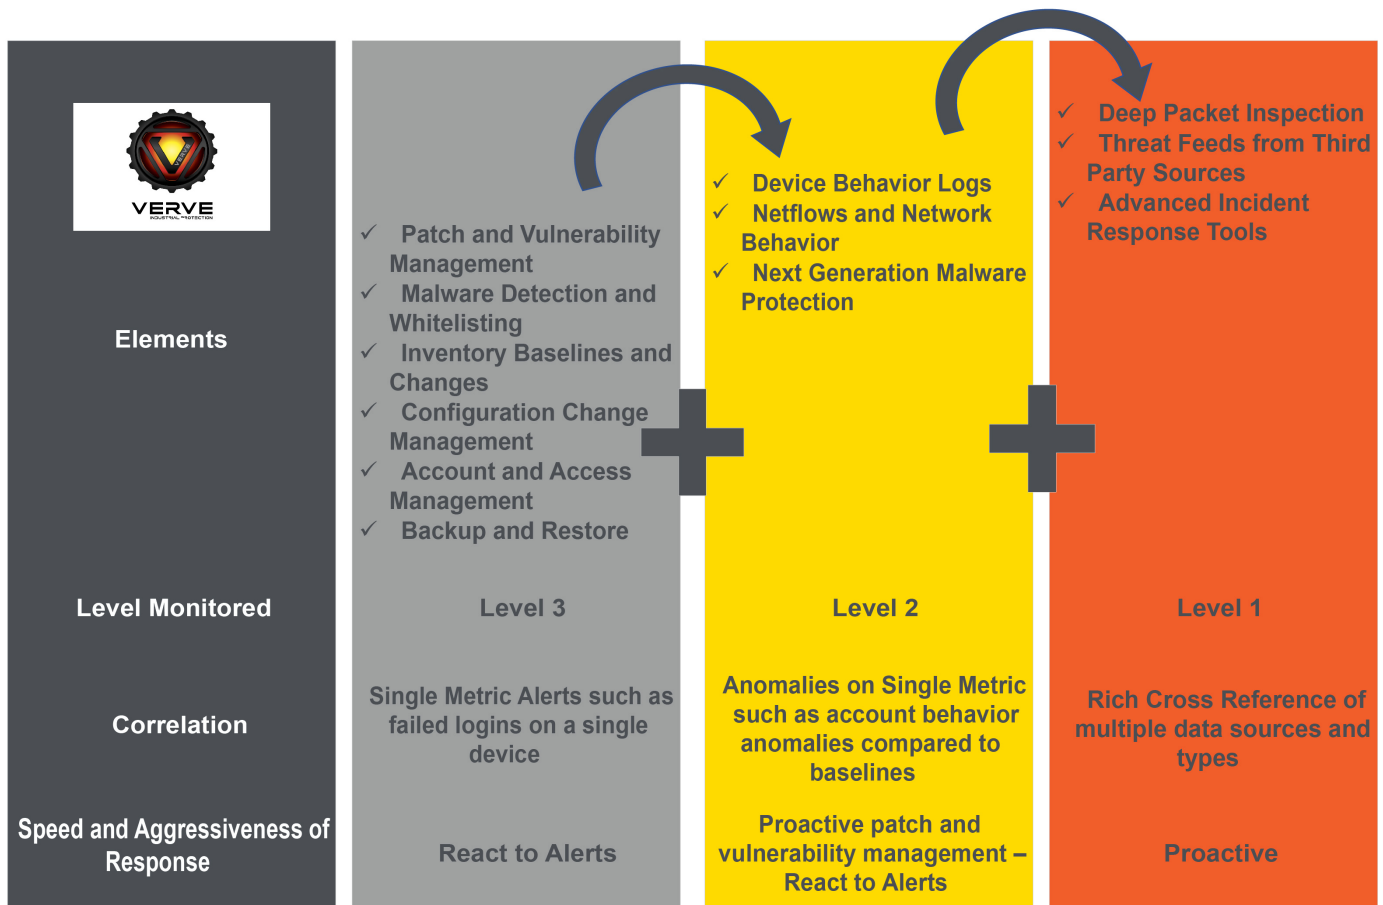 VERVE
VERVE
INDUSTRIAL PROTECTION
Elements
Level Monitored
Correlation
Speed and Aggressiveness of
Response
✓ Patch and Vulnerability
Management
✓ Malware Detection and
Whitelisting
✓ Inventory Baselines and
Changes
✓ Configuration Change
Management
✓ Account and Access
Management
✓ Backup and Restore
Level 3
Single Metric Alerts such as
failed logins on a single
device
React to Alerts
✓ Device Behavior Logs
✓ Netflows and Network
Behavior
✓ Next Generation Malware
Protection
Level 2
Anomalies on Single Metric
such as account behavior
anomalies compared to
baselines
Proactive patch and
vulnerability management –
React to Alerts
✓ Deep Packet Inspection
✓ Threat Feeds from Third
Party Sources
✓ Advanced Incident
Response Tools
Level 1
Rich Cross Reference of
multiple data sources and
types
Proactive